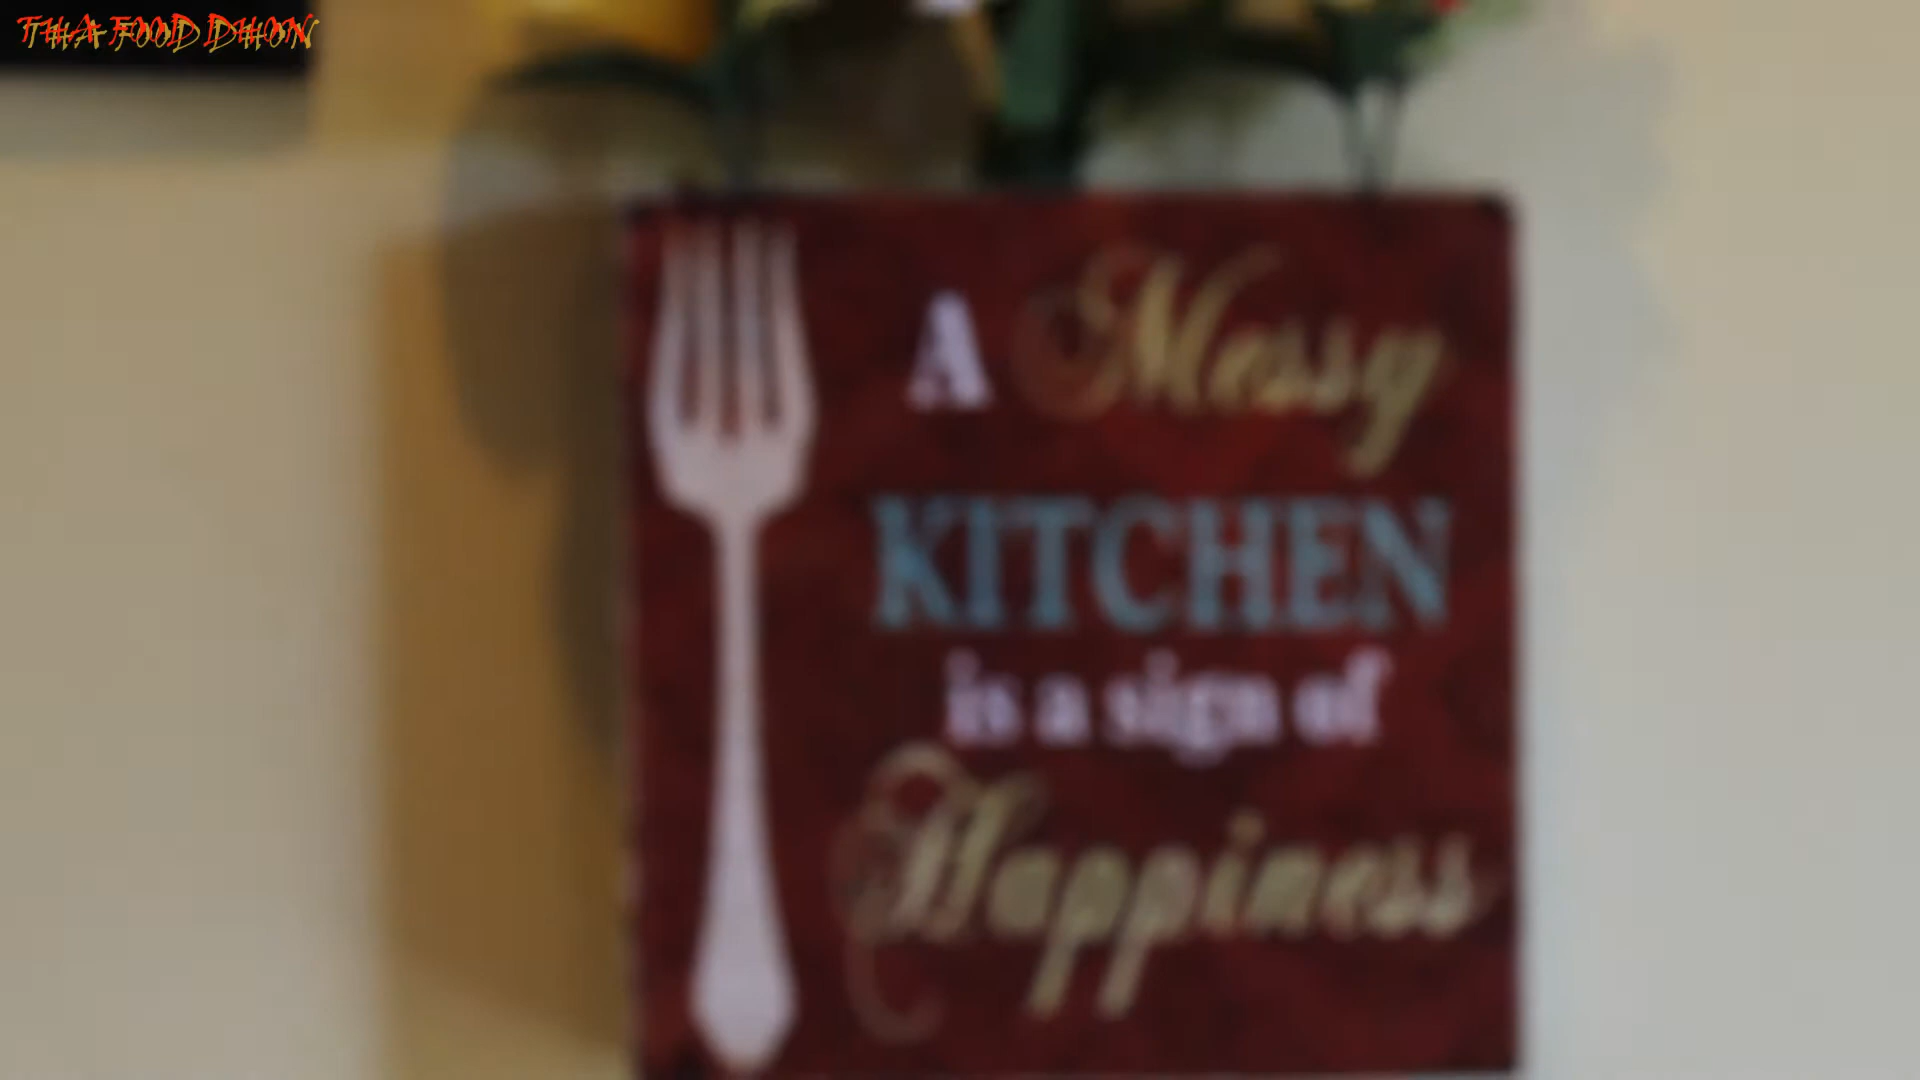 THA FOOD DHON
A Messy
KITCHEN
is a sign of
Happiness